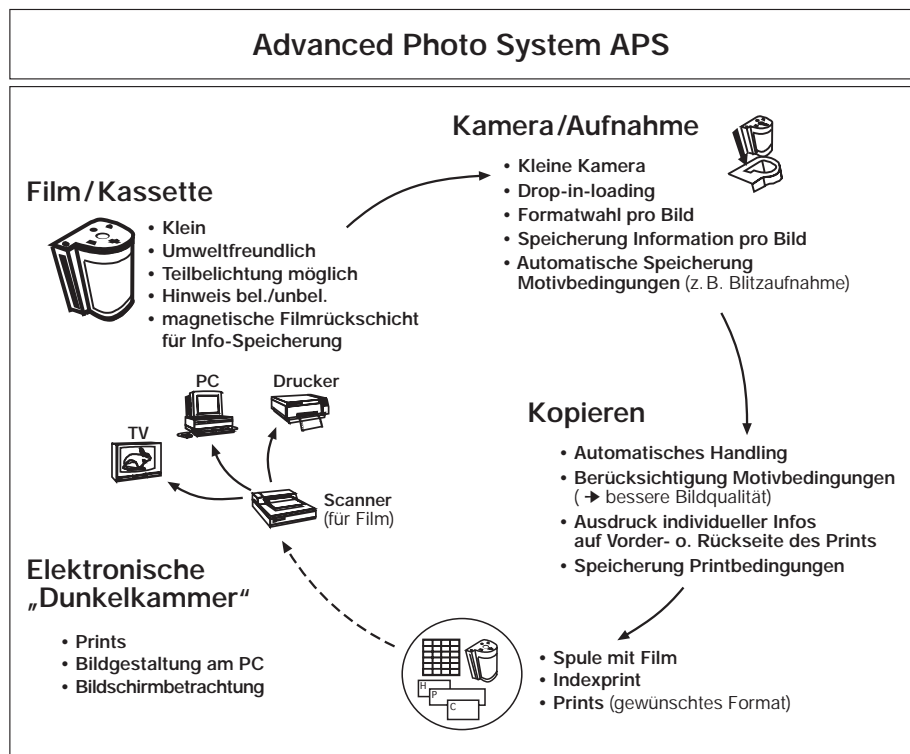 Advanced Photo System APS
Film/Kassette
• Klein
• Umweltfreundlich
• Teilbelichtung möglich
• Hinweis bel./unbel.
• magnetische Filmrückschicht
für Info-Speicherung
Kamera/Aufnahme
• Kleine Kamera
• Drop-in-loading
• Formatwahl pro Bild
• Speicherung Information pro Bild
• Automatische Speicherung
Motivbedingungen (z. B. Blitzaufnahme)
Kopieren
• Automatisches Handling
• Berücksichtigung Motivbedingungen
(➔ bessere Bildqualität)
• Ausdruck individueller Infos
auf Vorder- o. Rückseite des Prints
• Speicherung Printbedingungen
• Spule mit Film
• Indexprint
• Prints (gewünschtes Format)
H
P
C
Scanner
(für Film)
TV
PC
Drucker
Elektronische
„Dunkelkammer“
• Prints
• Bildgestaltung am PC
• Bildschirmbetrachtung